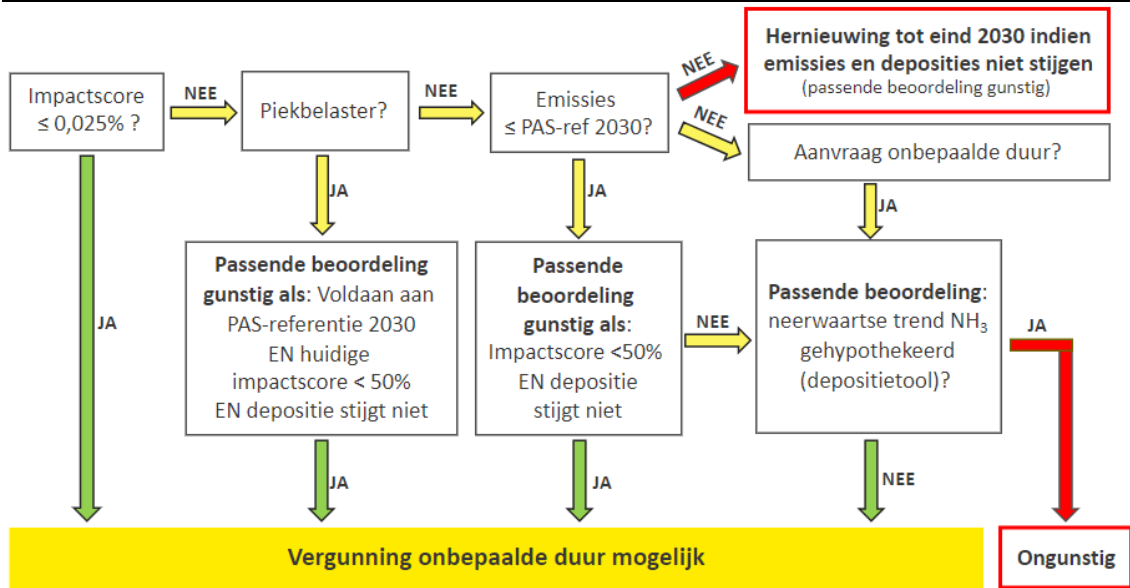 Impactscore
≤ 0,025% ?
NEE
Piekbelaster?
NEE
Emissies
≤ PAS-ref 2030?
NEE
Hernieuwing tot eind 2030 indien
emissies en deposities niet stijgen
(passende beoordeling gunstig)
NEE
Aanvraag onbepaalde duur?
JA
JA
JA
JA
Passende beoordeling
gunstig als: Voldaan aan
PAS-referentie 2030
EN huidige
impactscore < 50%
EN depositie stijgt niet
Passende
beoordeling
gunstig als:
Impactscore <50%
EN depositie
stijgt niet
NEE
Passende beoordeling:
neerwaartse trend NH₃
gehypothekeerd
(depositietool)?
JA
JA
JA
NEE
Vergunning onbepaalde duur mogelijk
Ongunstig